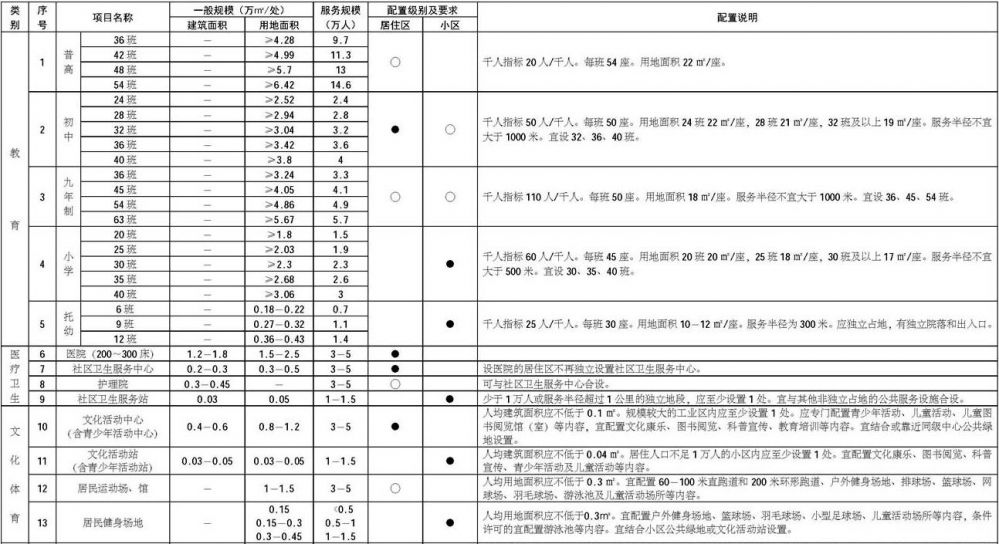 类别 序号 项目名称 一般规模（万㎡/处） 服务规模（万人） 配置级别及要求 配置说明
建筑面积 用地面积 居住区 小区
教育
1 普高 36班 — ≥4.28 9.7 ○ 千人指标20人/千人。每班54座。用地面积22㎡/座。
42班 — ≥4.99 11.3
48班 — ≥5.7 13
54班 — ≥6.42 14.6
2 初中 24班 — ≥2.52 2.4 ● ○ 千人指标50人/千人。每班50座。用地面积24班22㎡/座，28班21㎡/座，32班及以上19㎡/座。服务半径不宜
大于1000米。宜设32、36、40班。
28班 — ≥2.94 2.8
32班 — ≥3.04 3.2
36班 — ≥3.42 3.6
40班 — ≥3.8 4
3 九年制 36班 — ≥3.24 3.3 ○ ○ 千人指标110人/千人。每班50座。用地面积18㎡/座。服务半径不宜大于1000米。宜设36、45、54班。
45班 — ≥4.05 4.1
54班 — ≥4.86 4.9
63班 — ≥5.67 5.7
4 小学 20班 — ≥1.8 1.5 ● 千人指标60人/千人。每班45座。用地面积20班20㎡/座，25班18㎡/座，30班及以上17㎡/座。服务半径不宜
大于500米。宜设30、35、40班。
25班 — ≥2.03 1.9
30班 — ≥2.3 2.3
35班 — ≥2.68 2.6
40班 — ≥3.06 3
5 托幼 6班 — 0.18-0.22 0.7 ● 千人指标25人/千人。每班30座。用地面积10-12㎡/座。服务半径为300米。应独立占地，有独立院落和出入口。
9班 — 0.27-0.32 1.1
12班 — 0.36-0.43 1.4
医疗卫生
6 医院（200~300床） 1.2-1.8 1.5-2.5 3-5 ●
7 社区卫生服务中心 0.2-0.3 0.3-0.5 3-5 ● 设医院的居住区不再独立设置社区卫生服务中心。
8 护理院 0.3-0.45 — 3-5 ○ 可与社区卫生服务中心合设。
9 社区卫生服务站 0.03 0.05 1-1.5 ● 少于1万人或服务半径超过1公里的独立地段，应至少设置1处。宜与其他非独立占地的公共服务设施合设。
文化体育
10 文化活动中心 0.4-0.6 0.8-1.2 3-5 ● 人均建筑面积应不低于0.1㎡。规模较大的工业区内应至少设置1处。应专门配置青少年活动、儿童活动、儿童图
（含青少年活动中心） 书阅览馆（室）等内容，宜配置文化康乐、图书阅览、科普宣传、教育培训等内容。宜结合或靠近同级中心公共绿
地设置。
11 文化活动站 0.03-0.05 0.03-0.05 1-1.5 ● 人均建筑面积应不低于0.04㎡。居住人口不足1万人的小区内应至少设置1处。宜配置文化康乐、图书阅览、科普
（含青少年活动站） 宣传、青少年活动及儿童活动等内容。
12 居民运动场、馆 — 1-1.5 3-5 ○ 人均用地面积应不低于0.3㎡。宜配置60-100米直跑道和200米环形跑道、户外健身场地、排球场、篮球场、网
球场、羽毛球场、游泳池及儿童活动场所等内容。
13 居民健身场地 — 0.15 <0.5 ● 人均用地面积应不低于0.3㎡。宜配置户外健身场地、篮球场、羽毛球场、小型足球场、儿童活动场所等内容，条件
— 0.15-0.3 0.5-1 许可的宜配置游泳池等内容。宜结合小区公共绿地或文化活动站设置。
— 0.3-0.45 1-1.5